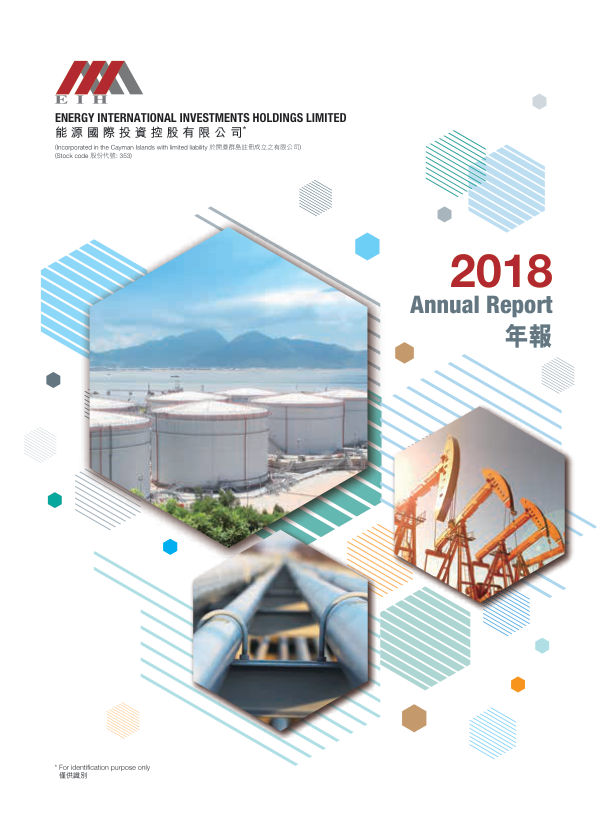 EIH
ENERGY INTERNATIONAL INVESTMENTS HOLDINGS LIMITED
能源國際投資控股有限公司*
(Incorporated in the Cayman Islands with limited liability 於開曼群島註冊成立之有限公司)
(Stock code 股份代號: 353)
2018
Annual Report
年報
* For identification purpose only
僅供識別